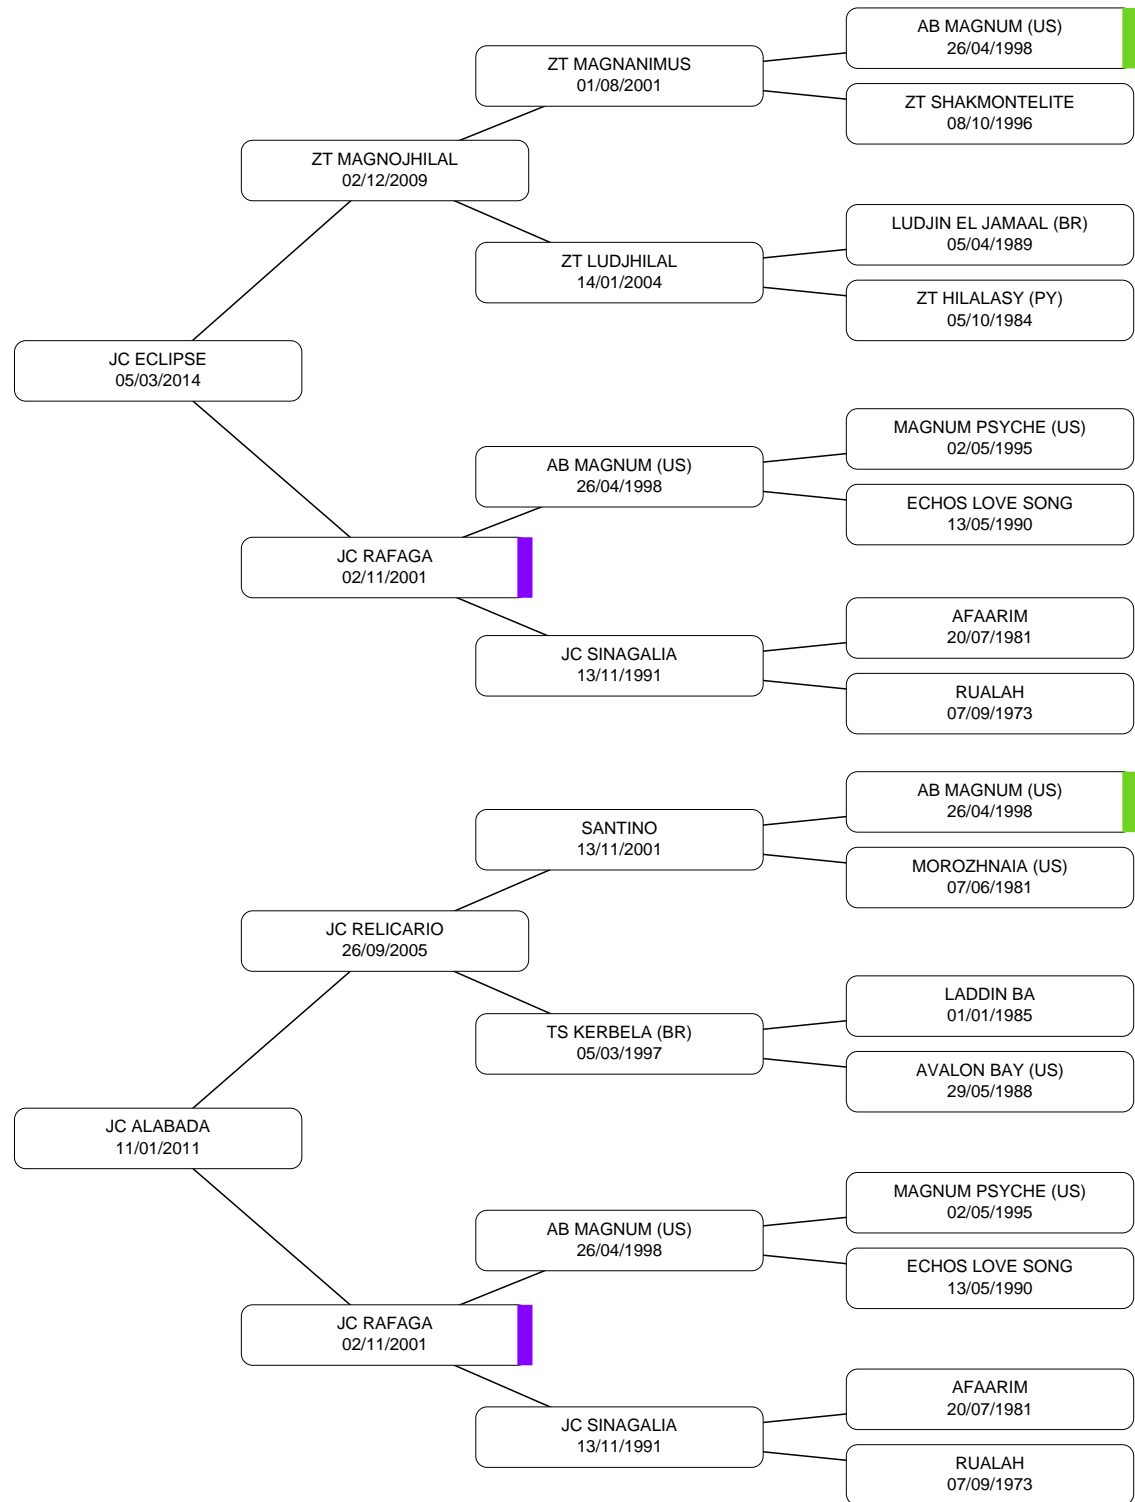 AB MAGNUM (US)
26/04/1998
ZT MAGNANIMUS
01/08/2001
ZT SHAKMONTELITE
08/10/1996
ZT MAGNOJHILAL
02/12/2009
LUDJIN EL JAMAAL (BR)
05/04/1989
ZT LUDJHILAL
14/01/2004
ZT HILALASY (PY)
05/10/1984
JC ECLIPSE
05/03/2014
MAGNUM PSYCHE (US)
02/05/1995
AB MAGNUM (US)
26/04/1998
ECHOS LOVE SONG
13/05/1990
JC RAFAGA
02/11/2001
AFAARIM
20/07/1981
JC SINAGALIA
13/11/1991
RUALAH
07/09/1973
AB MAGNUM (US)
26/04/1998
SANTINO
13/11/2001
MOROZHNAIA (US)
07/06/1981
JC RELICARIO
26/09/2005
LADDIN BA
01/01/1985
TS KERBELA (BR)
05/03/1997
AVALON BAY (US)
29/05/1988
JC ALABADA
11/01/2011
MAGNUM PSYCHE (US)
02/05/1995
AB MAGNUM (US)
26/04/1998
ECHOS LOVE SONG
13/05/1990
JC RAFAGA
02/11/2001
AFAARIM
20/07/1981
JC SINAGALIA
13/11/1991
RUALAH
07/09/1973